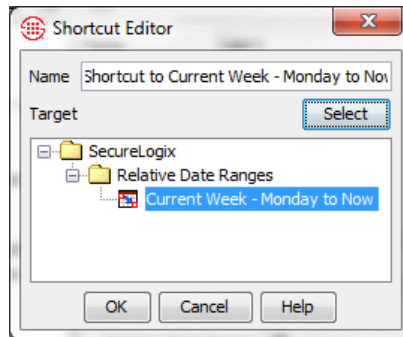 Shortcut Editor
Name Shortcut to Current Week - Monday to Now
Target Select
SecureLogix
Relative Date Ranges
Current Week - Monday to Now
OK Cancel Help